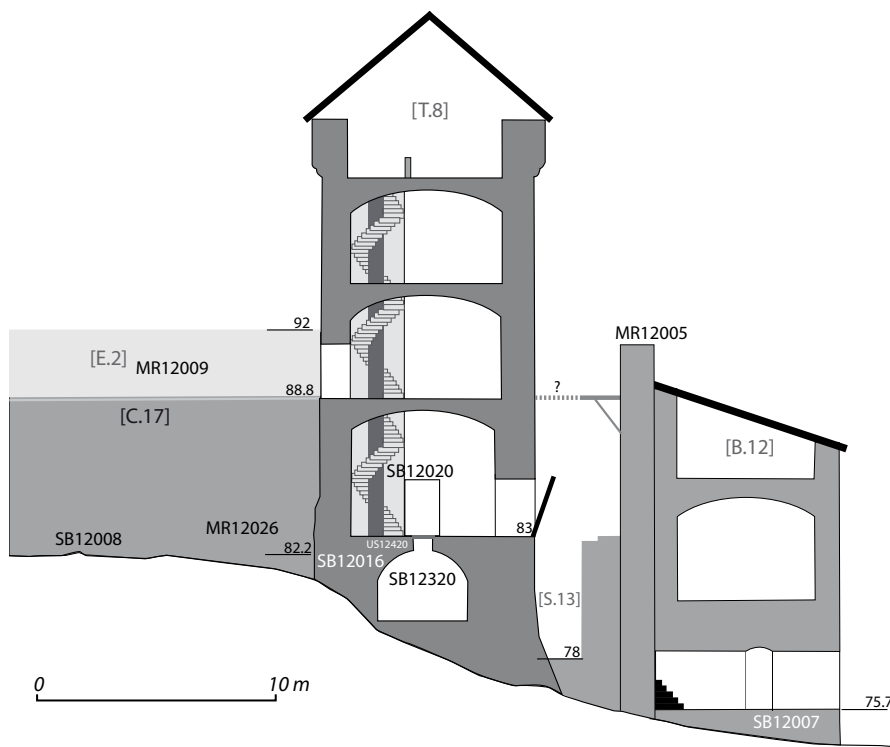 [T.8]
92
MR12005
[E.2] MR12009
88.8
?
[C.17]
[B.12]
SB12020
83
SB12008
MR12026
82.2
US12420
SB12016
SB12320
[S.13]
78
0
10 m
75.7
SB12007